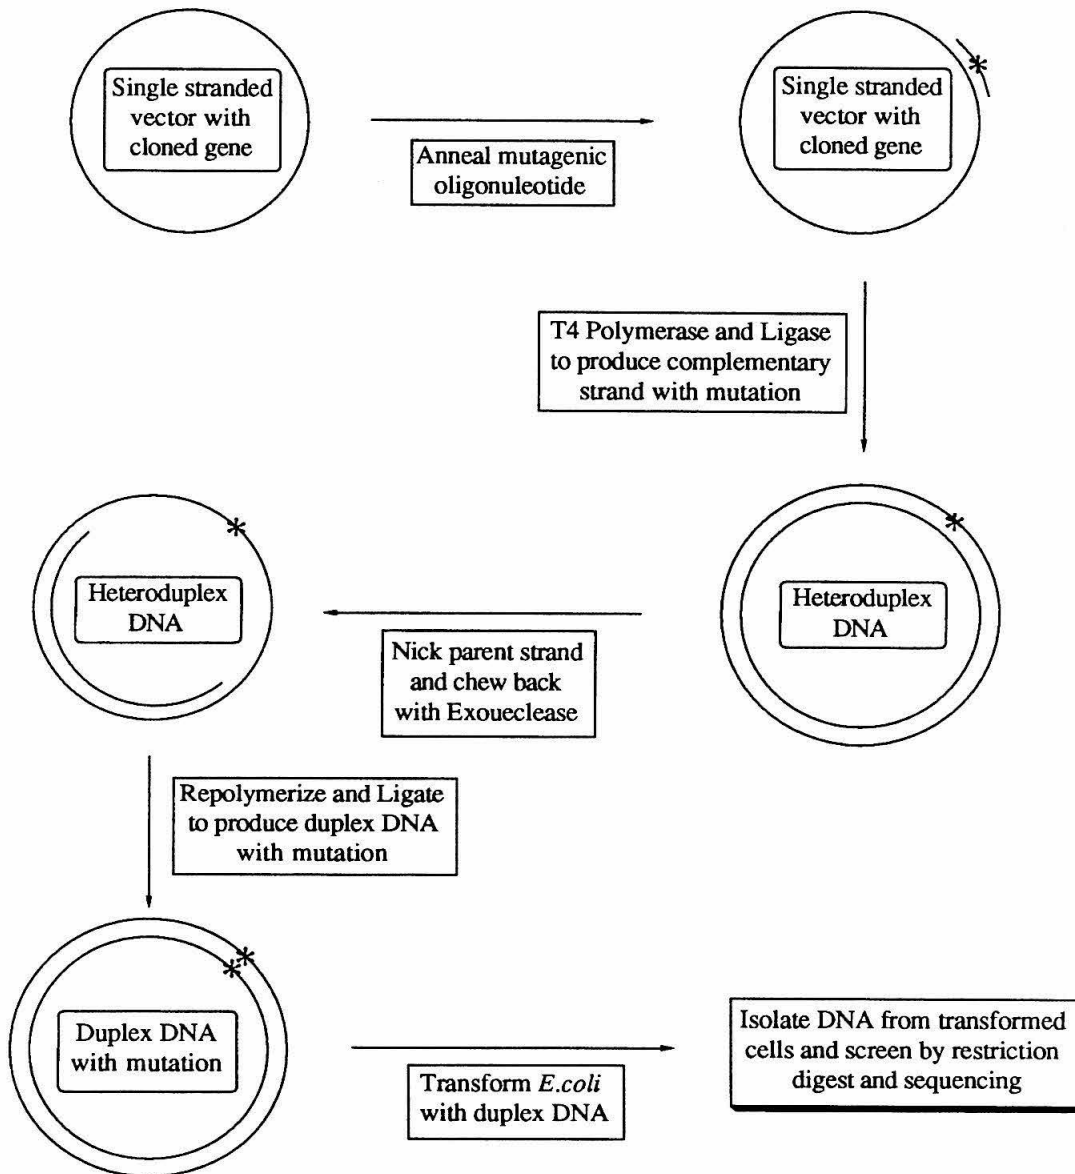 Single stranded
vector with
cloned gene
Anneal mutagenic
oligonuleotide
Single stranded
vector with
cloned gene
*
T4 Polymerase and Ligase
to produce complementary
strand with mutation
Heteroduplex
DNA
*
Nick parent strand
and chew back
with Exoueclease
Heteroduplex
DNA
*
Repolymerize and Ligate
to produce duplex DNA
with mutation
Duplex DNA
with mutation
**
Transform E.coli
with duplex DNA
Isolate DNA from transformed
cells and screen by restriction
digest and sequencing